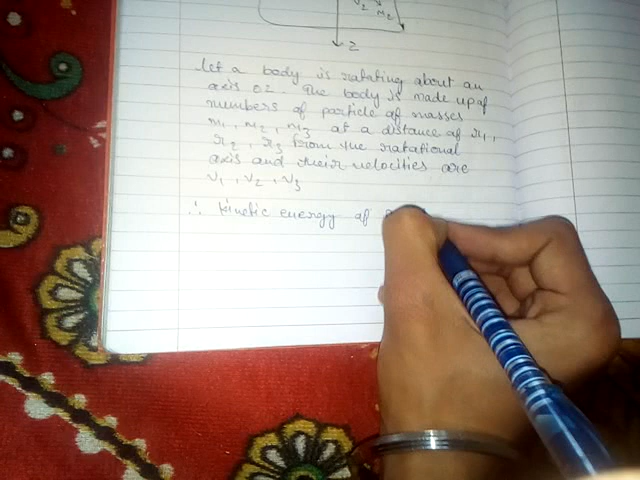 v2 M2
Z
Let a body is rotating about an
axis OZ. The body is made up of
numbers of particle of masses
m1, m2, m3 at a distance of r1,
r2, r3 from the rotational
axis and their velocities are
v1, v2, v3
∴ Kinetic energy of